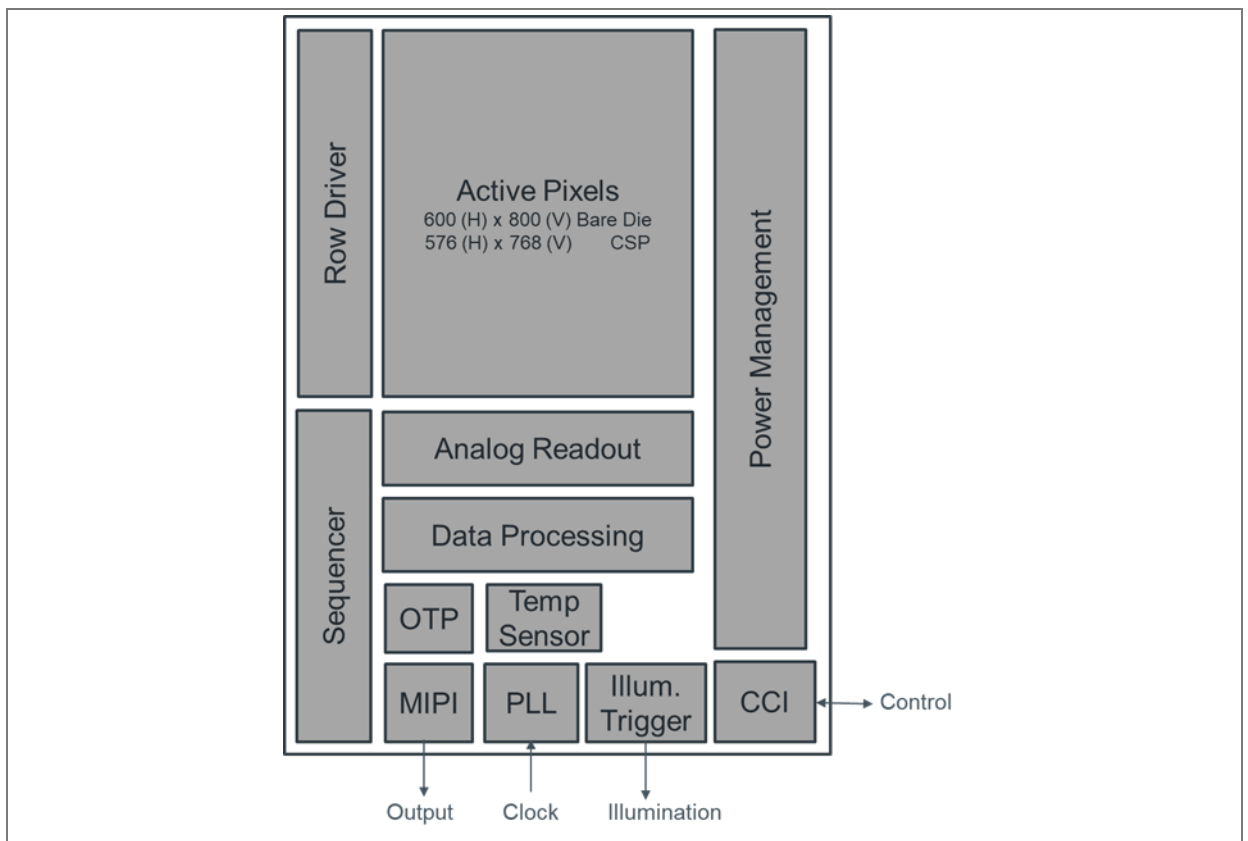 Row Driver
Active Pixels
600 (H) x 800 (V) Bare Die
576 (H) x 768 (V) CSP
Power Management
Sequencer
Analog Readout
Data Processing
OTP
Temp
Sensor
MIPI
PLL
Illum.
Trigger
CCI
Control
Output
Clock
Illumination